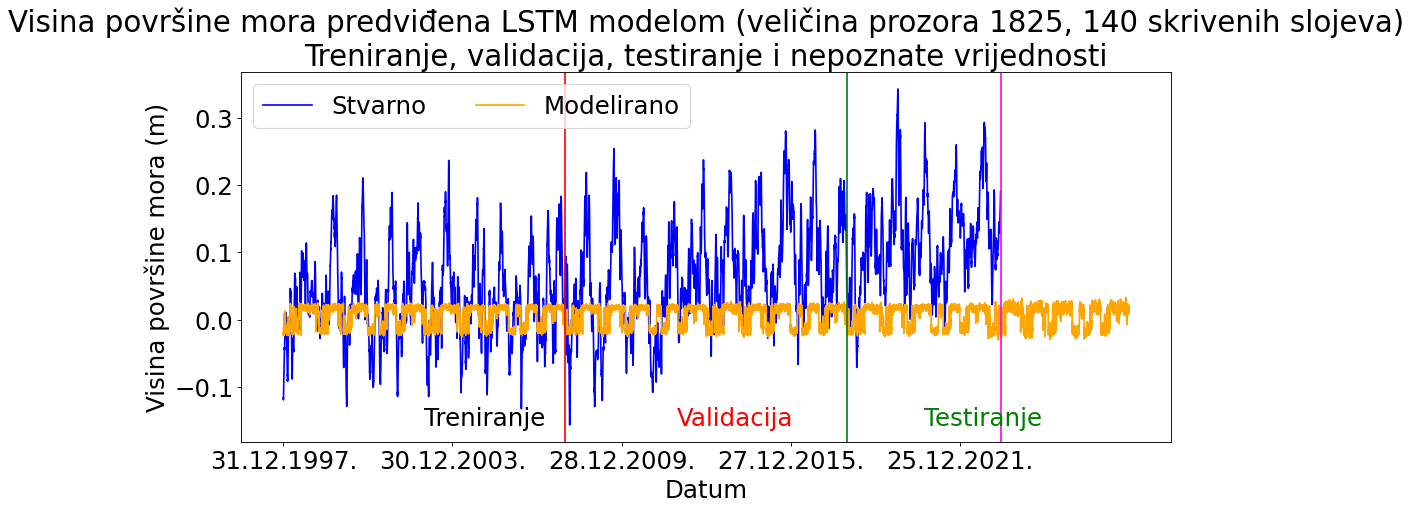 Visina površine mora predviđena LSTM modelom (veličina prozora 1825, 140 skrivenih slojeva)
Treniranje, validacija, testiranje i nepoznate vrijednosti
Stvarno Modelirano
Visina površine mora (m)
0.3
0.2
0.1
0.0
−0.1
Treniranje Validacija Testiranje
31.12.1997. 30.12.2003. 28.12.2009. 27.12.2015. 25.12.2021.
Datum